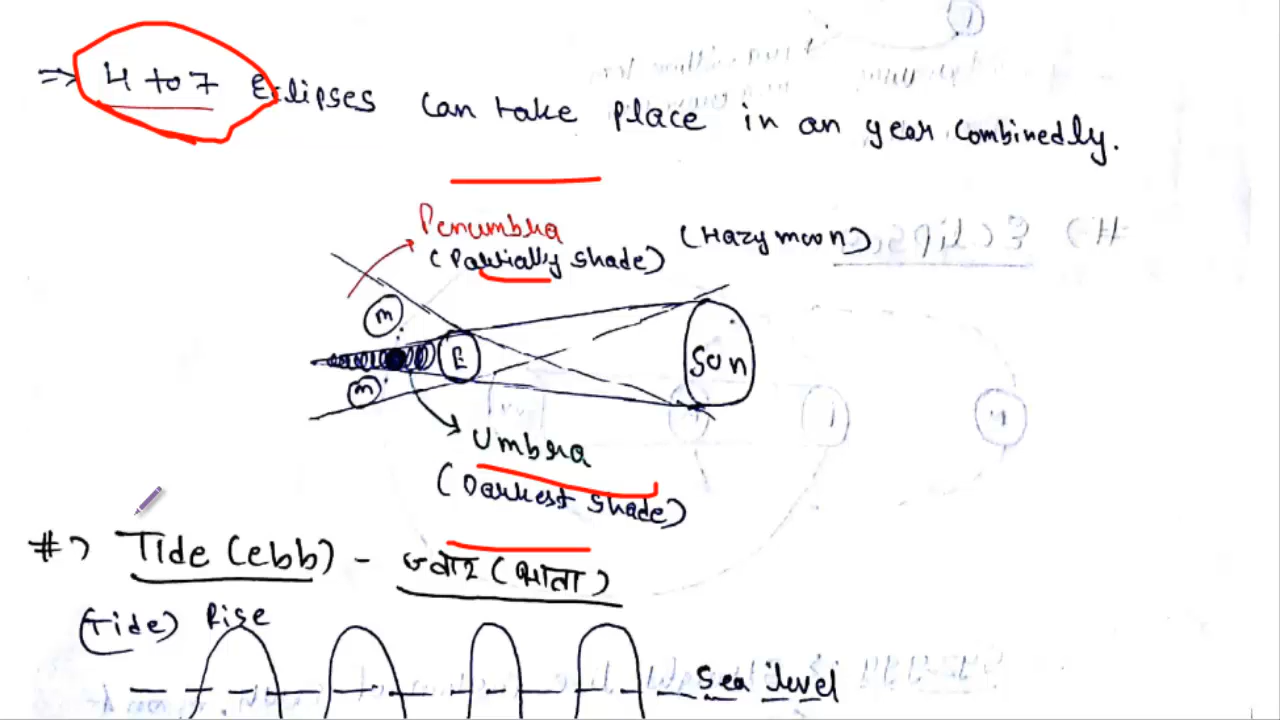 => 4 to 7 Eclipses can take place in an year combinedly.
Penumbra
(Partially shade) (Hazy moon)
m
E
Sun
m
Umbra
(Darkest shade)
#> Tide (ebb) - ज्वार (भाटा)
(Tide) Rise
Sea level